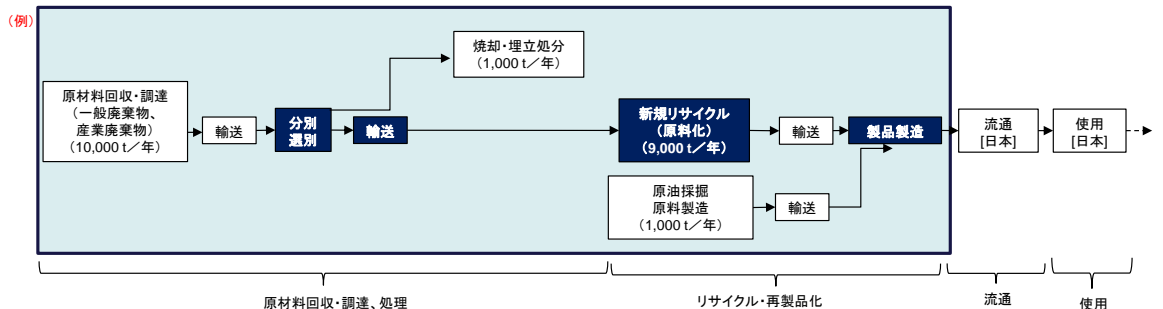 （例）
焼却・埋立処分
（1,000 t／年）
原材料回収・調達
（一般廃棄物、
産業廃棄物）
（10,000 t／年）
輸送
分別
選別
輸送
新規リサイクル
（原料化）
（9,000 t／年）
輸送
製品製造
流通
[日本]
使用
[日本]
原油採掘
原料製造
（1,000 t／年）
輸送
原材料回収・調達、処理
リサイクル・再製品化
流通
使用